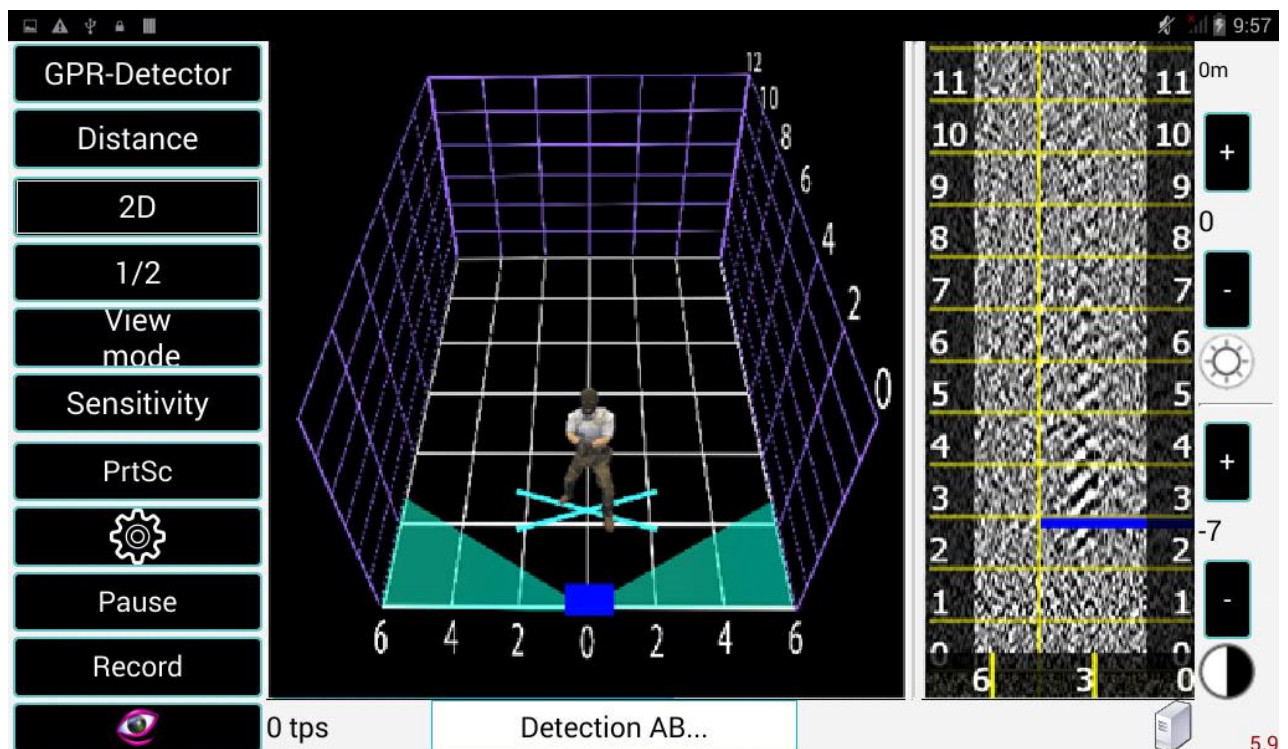 9:57
GPR-Detector
Distance
2D
1/2
View
mode
Sensitivity
PrtSc
Pause
Record
12
10
8
6
4
2
0
6 4 2 0 2 4 6
0 tps
Detection AB...
11 11
10 10
9 9
8 8
7 7
6 6
5 5
4 4
3 3
2 2
1 1
0 0
6 3 0
0m
+
0
-
+
-7
-
5.9